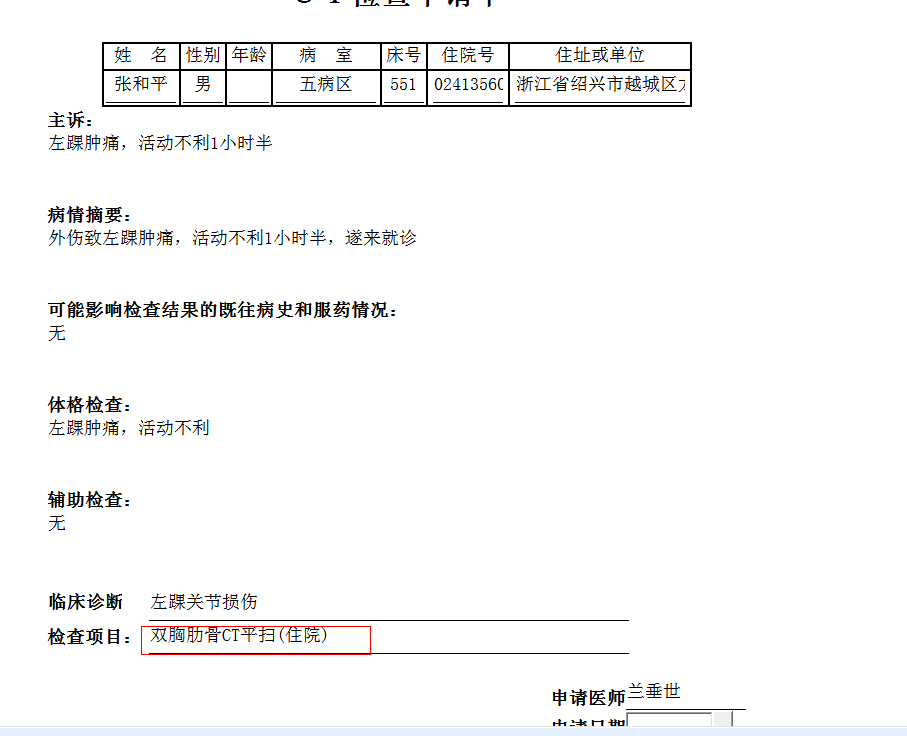 姓 名 性别 年龄 病 室 床号 住院号 住址或单位
张和平 男 五病区 551 02413560 浙江省绍兴市越城区
主诉:
左踝肿痛，活动不利1小时半
病情摘要:
外伤致左踝肿痛，活动不利1小时半，遂来就诊
可能影响检查结果的既往病史和服药情况:
无
体格检查:
左踝肿痛，活动不利
辅助检查:
无
临床诊断 左踝关节损伤
检查项目: 双胸肋骨CT平扫(住院)
申请医师 兰垂世
申请日期